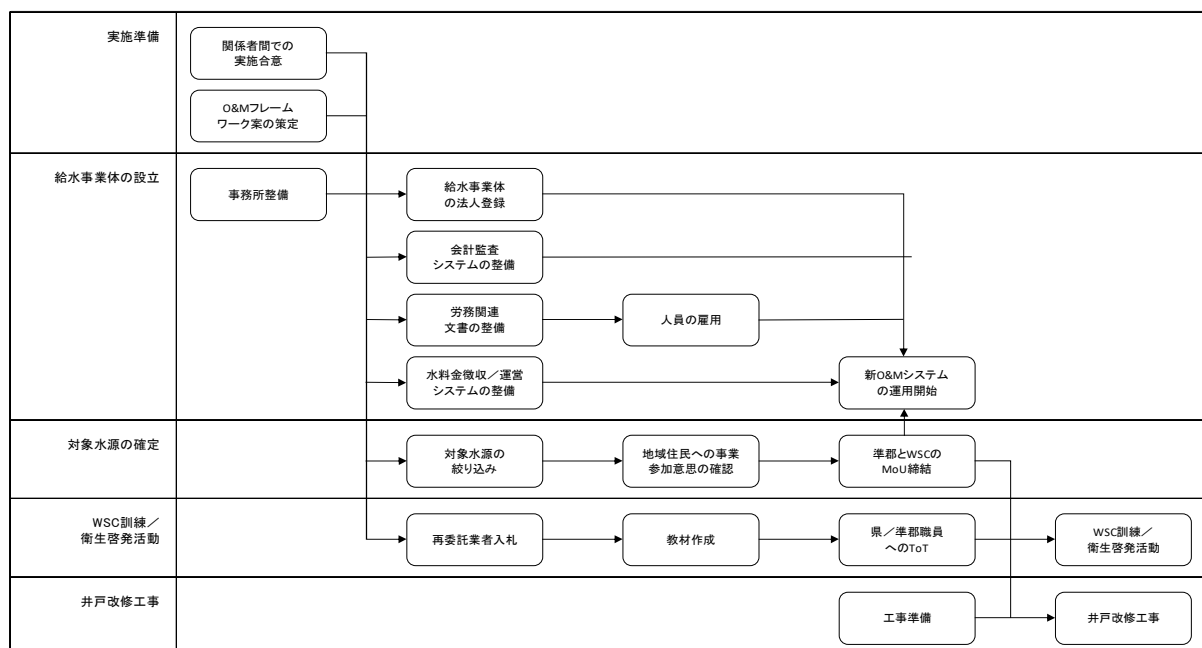 実施準備
関係者間での
実施合意
O&Mフレーム
ワーク案の策定
給水事業体の設立
事務所整備
給水事業体
の法人登録
会計監査
システムの整備
労務関連
文書の整備
人員の雇用
水料金徴収／運営
システムの整備
新O&Mシステム
の運用開始
対象水源の確定
対象水源の
絞り込み
地域住民への事業
参加意思の確認
準郡とWSCの
MoU締結
WSC訓練／
衛生啓発活動
再委託業者入札
教材作成
県／準郡職員
へのToT
WSC訓練／
衛生啓発活動
井戸改修工事
工事準備
井戸改修工事